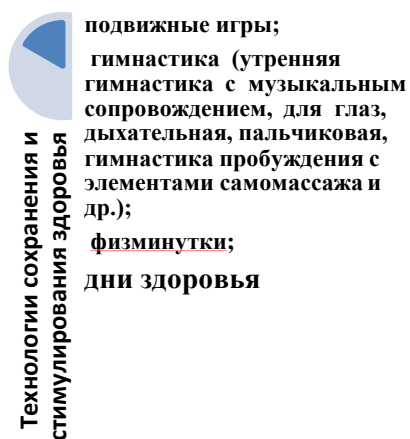 подвижные игры;
гимнастика (утренняя
гимнастика с музыкальным
сопровождением, для глаз,
дыхательная, пальчиковая,
гимнастика пробуждения с
элементами самомассажа и
др.);
физминутки;
дни здоровья
Технологии сохранения и
стимулирования здоровья